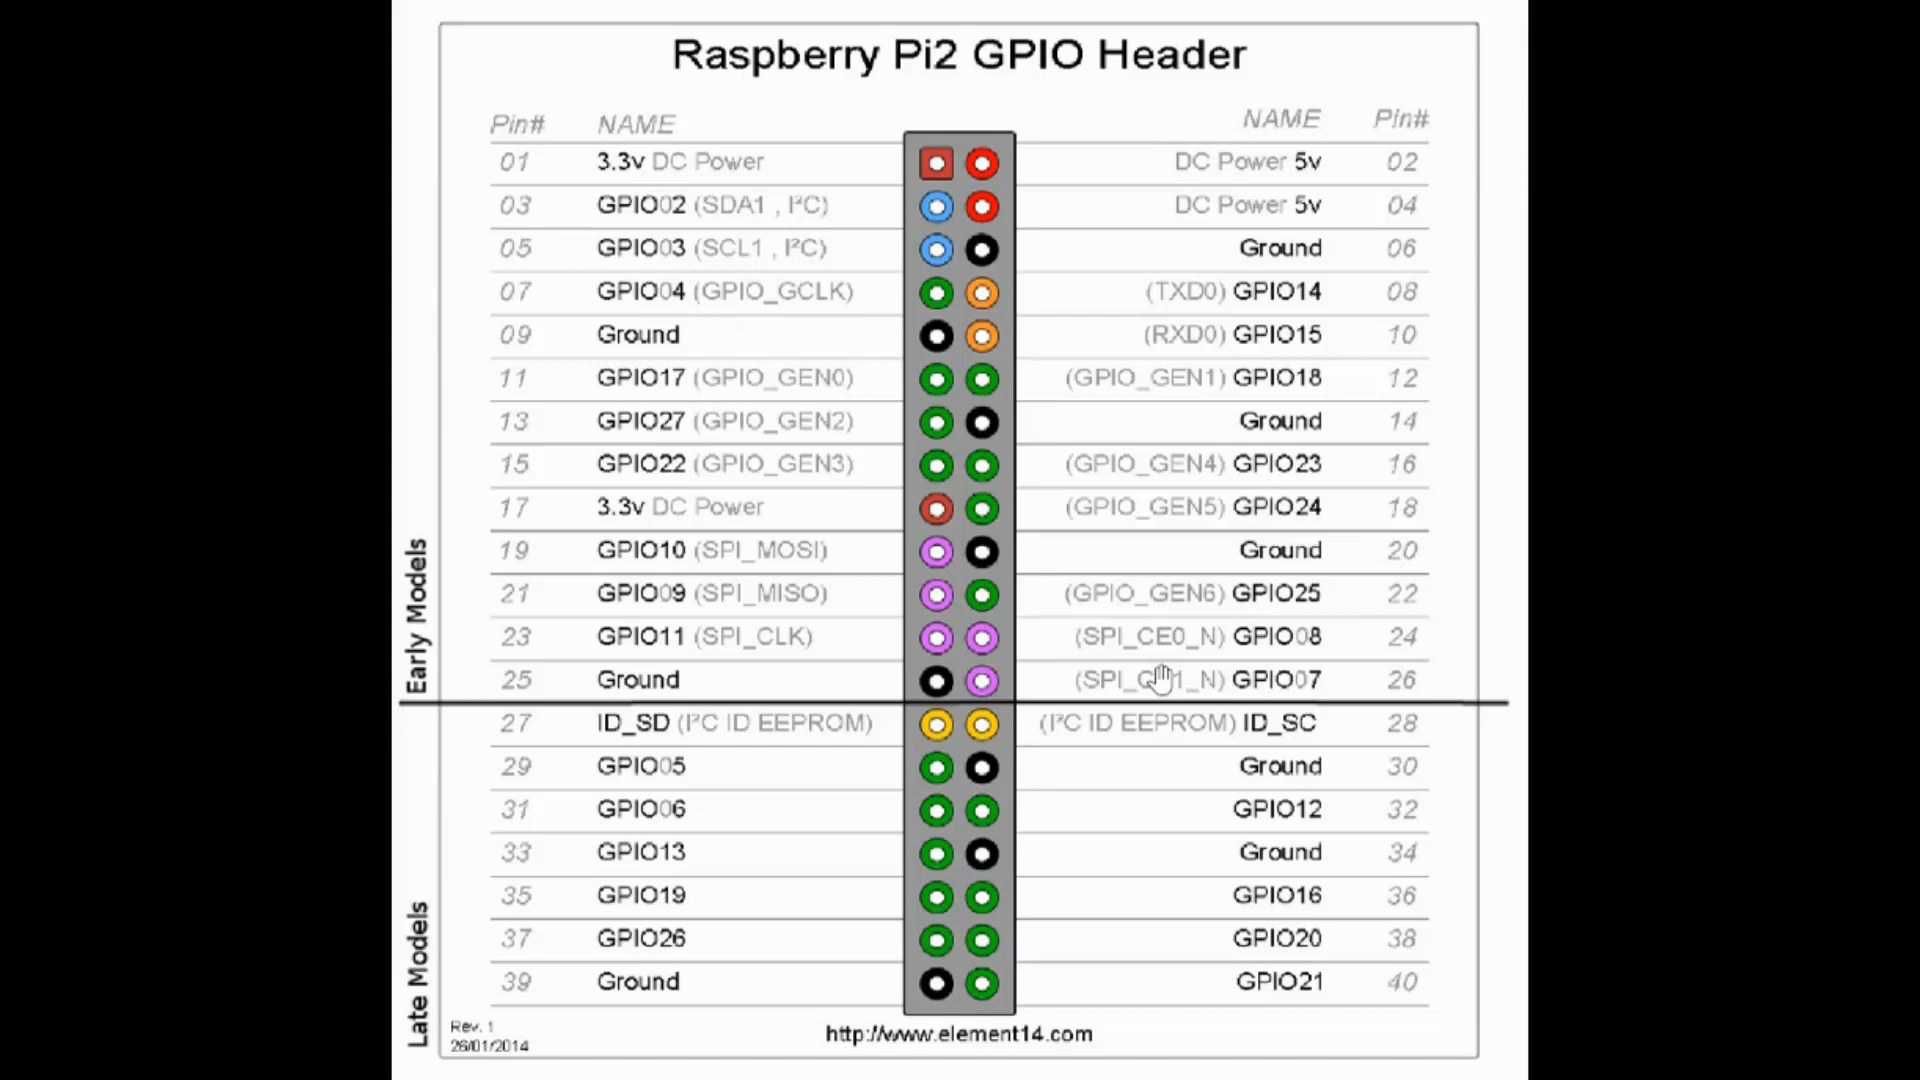 Raspberry Pi2 GPIO Header
Pin# NAME NAME Pin#
01 3.3v DC Power DC Power 5v 02
03 GPIO02 (SDA1 , I²C) DC Power 5v 04
05 GPIO03 (SCL1 , I²C) Ground 06
07 GPIO04 (GPIO_GCLK) (TXD0) GPIO14 08
09 Ground (RXD0) GPIO15 10
11 GPIO17 (GPIO_GEN0) (GPIO_GEN1) GPIO18 12
13 GPIO27 (GPIO_GEN2) Ground 14
15 GPIO22 (GPIO_GEN3) (GPIO_GEN4) GPIO23 16
17 3.3v DC Power (GPIO_GEN5) GPIO24 18
19 GPIO10 (SPI_MOSI) Ground 20
21 GPIO09 (SPI_MISO) (GPIO_GEN6) GPIO25 22
23 GPIO11 (SPI_CLK) (SPI_CE0_N) GPIO08 24
25 Ground GPIO07 26
Early Models
27 ID_SD (I²C ID EEPROM) (I²C ID EEPROM) ID_SC 28
29 GPIO05 Ground 30
31 GPIO06 GPIO12 32
33 GPIO13 Ground 34
35 GPIO19 GPIO16 36
37 GPIO26 GPIO20 38
39 Ground GPIO21 40
Late Models
Rev. 1
26/01/2014
http://www.element14.com